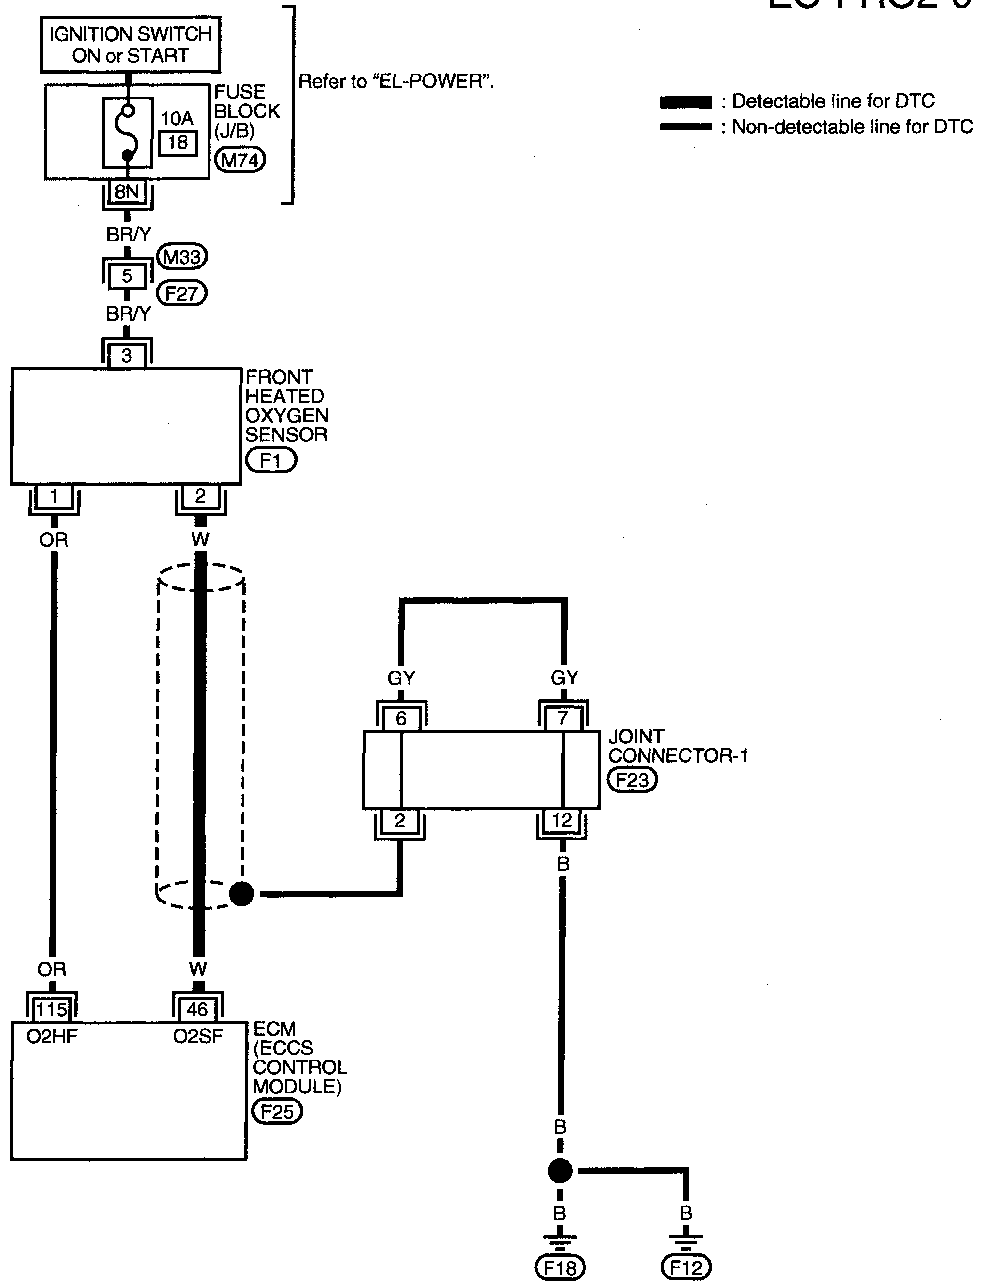 IGNITION SWITCH
ON or START
Refer to "EL-POWER".
FUSE
BLOCK
(J/B)
M74
10A
18
8N
: Detectable line for DTC
: Non-detectable line for DTC
BR/Y
M33
5
F27
BR/Y
3
FRONT
HEATED
OXYGEN
SENSOR
F1
1
2
OR
W
GY
GY
6
7
JOINT
CONNECTOR-1
F23
2
12
B
OR
W
115
46
O2HF
O2SF
ECM
(ECCS
CONTROL
MODULE)
F25
B
B
B
F18
F12